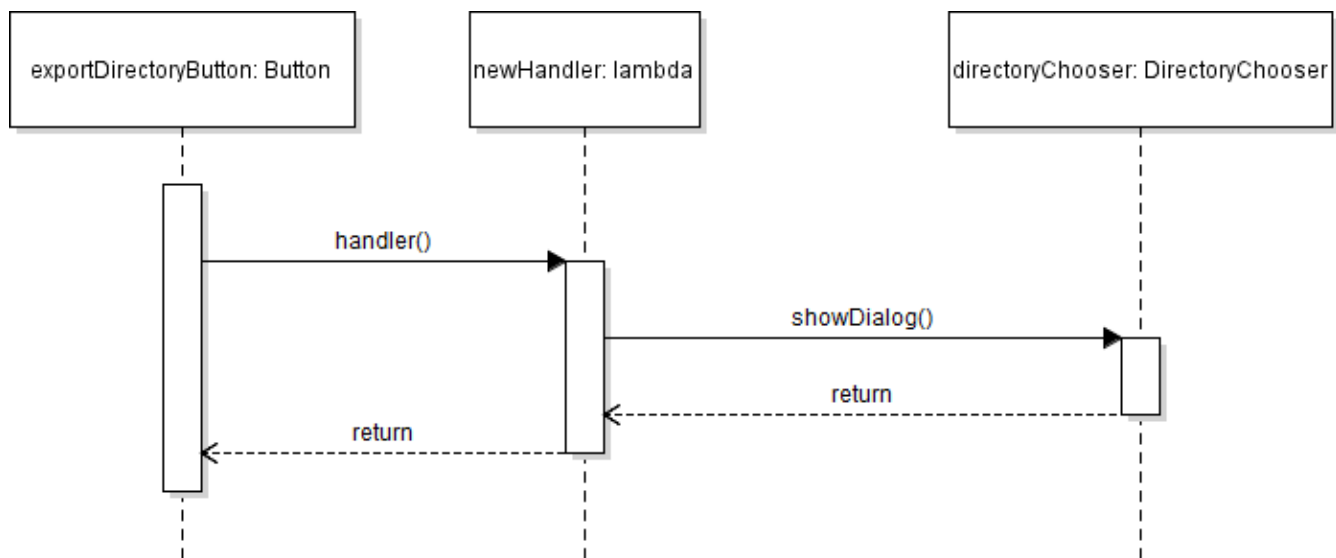 exportDirectoryButton: Button
newHandler: lambda
directoryChooser: DirectoryChooser
handler()
showDialog()
return
return